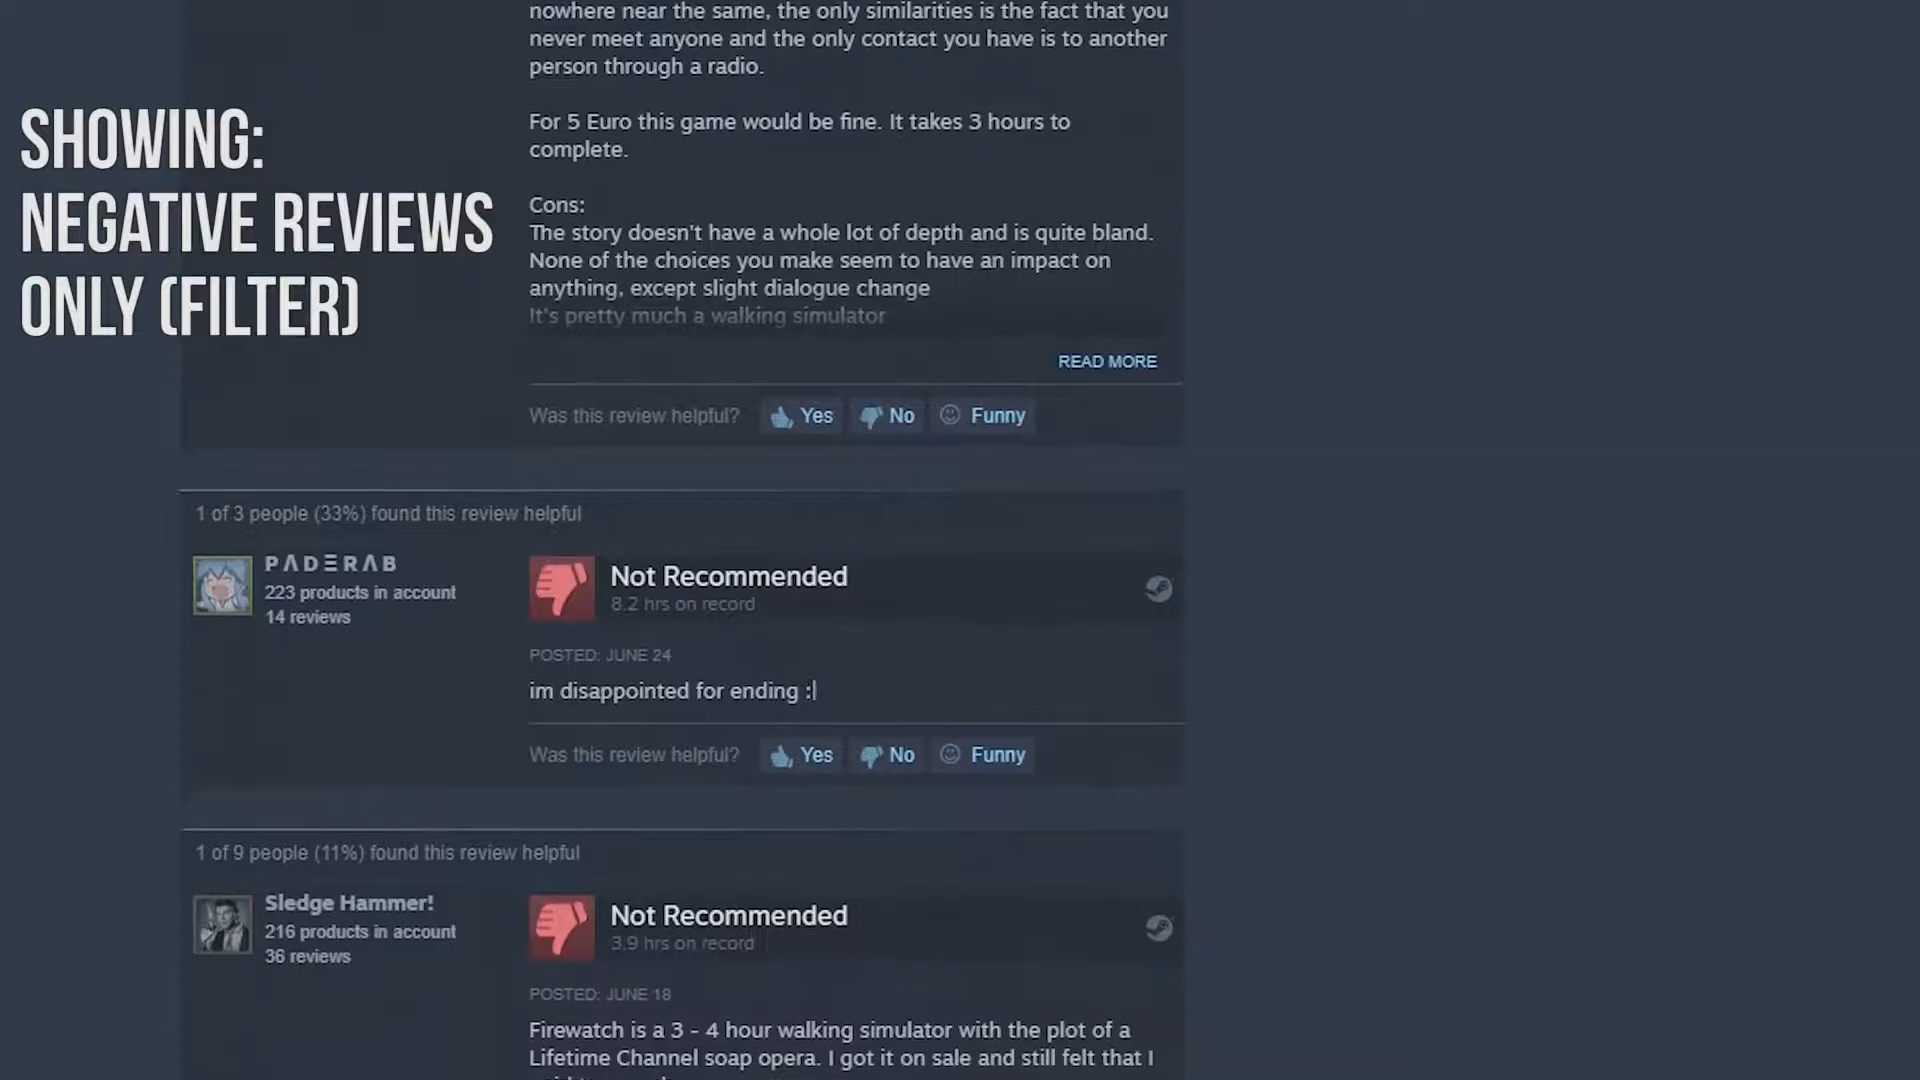 SHOWING:
NEGATIVE REVIEWS
ONLY (FILTER)
nowhere near the same, the only similarities is the fact that you
never meet anyone and the only contact you have is to another
person through a radio.
For 5 Euro this game would be fine. It takes 3 hours to
complete.
Cons:
The story doesn't have a whole lot of depth and is quite bland.
None of the choices you make seem to have an impact on
anything, except slight dialogue change
It's pretty much a walking simulator
READ MORE
Was this review helpful? Yes No Funny
1 of 3 people (33%) found this review helpful
PΛDΞRΛB
223 products in account
14 reviews
Not Recommended
8.2 hrs on record
POSTED: JUNE 24
im disappointed for ending :|
Was this review helpful? Yes No Funny
1 of 9 people (11%) found this review helpful
Sledge Hammer!
216 products in account
36 reviews
Not Recommended
3.9 hrs on record
POSTED: JUNE 18
Firewatch is a 3 - 4 hour walking simulator with the plot of a
Lifetime Channel soap opera. I got it on sale and still felt that I